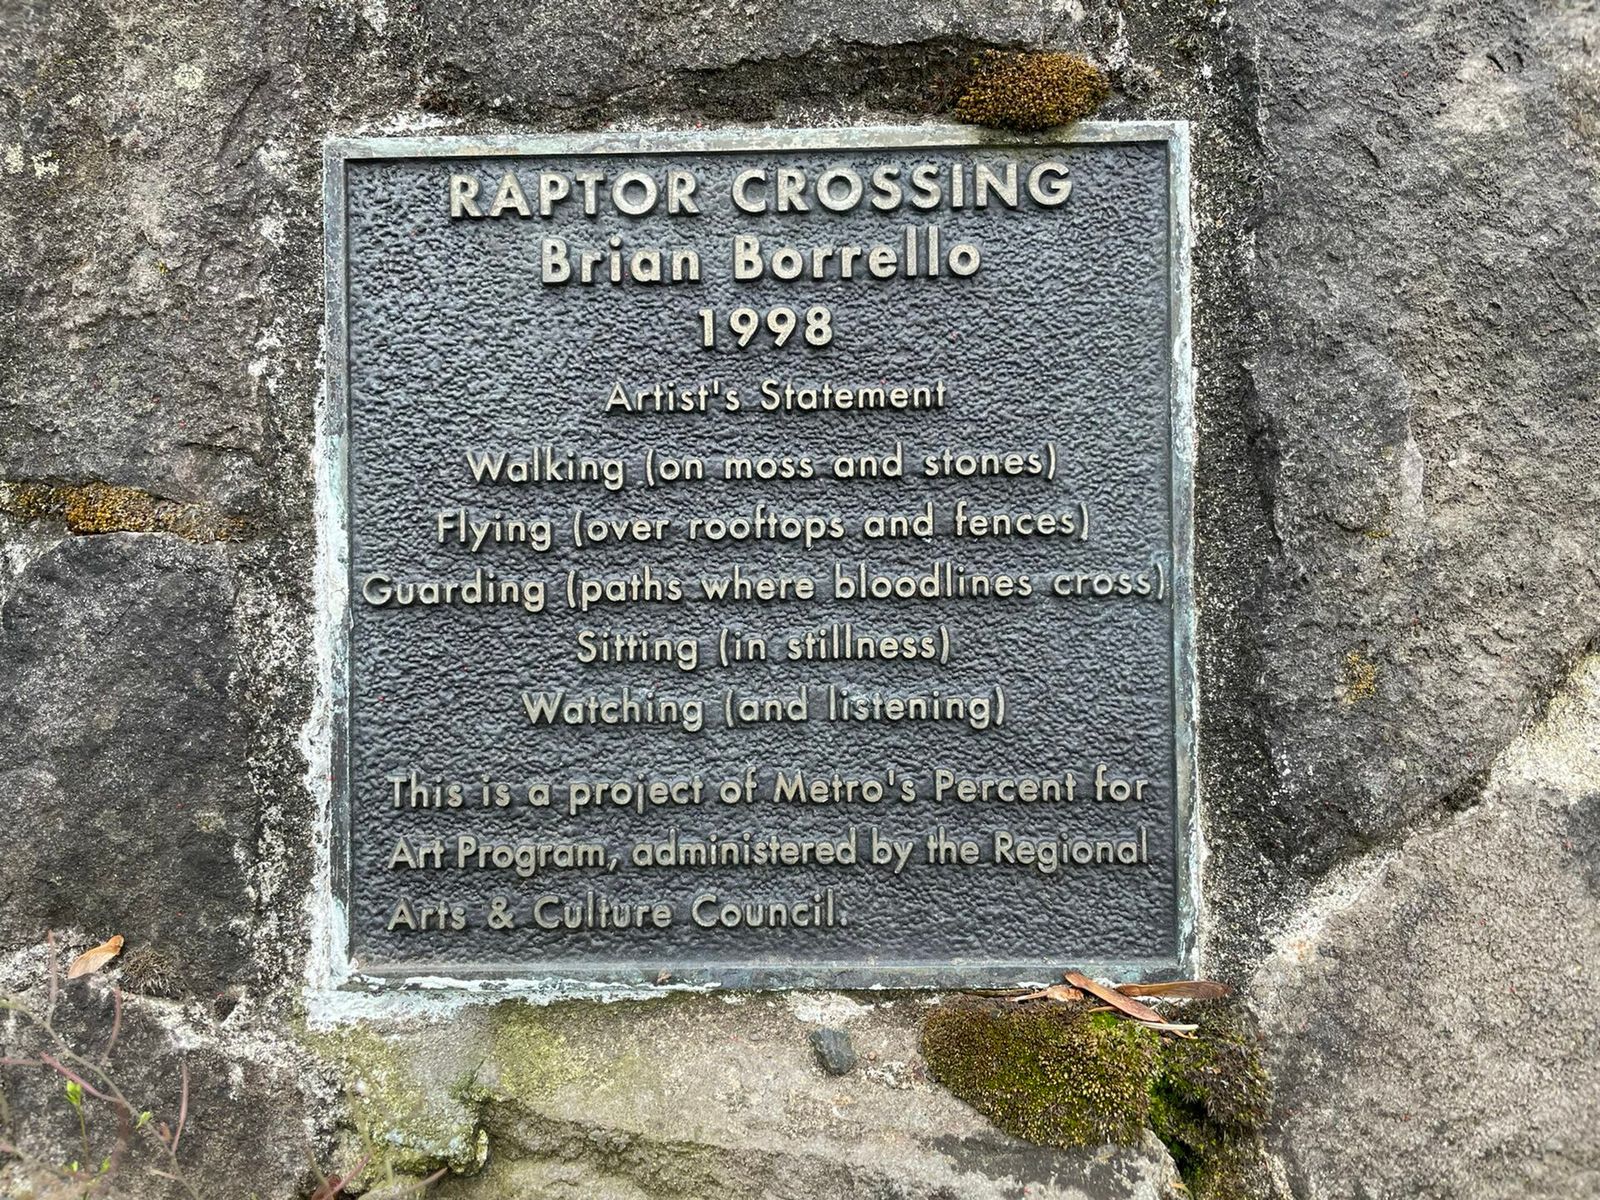 RAPTOR CROSSING
Brian Borrello
1998
Artist's Statement
Walking (on moss and stones)
Flying (over rooftops and fences)
Guarding (paths where bloodlines cross)
Sitting (in stillness)
Watching (and listening)
This is a project of Metro's Percent for
Art Program, administered by the Regional
Arts & Culture Council.